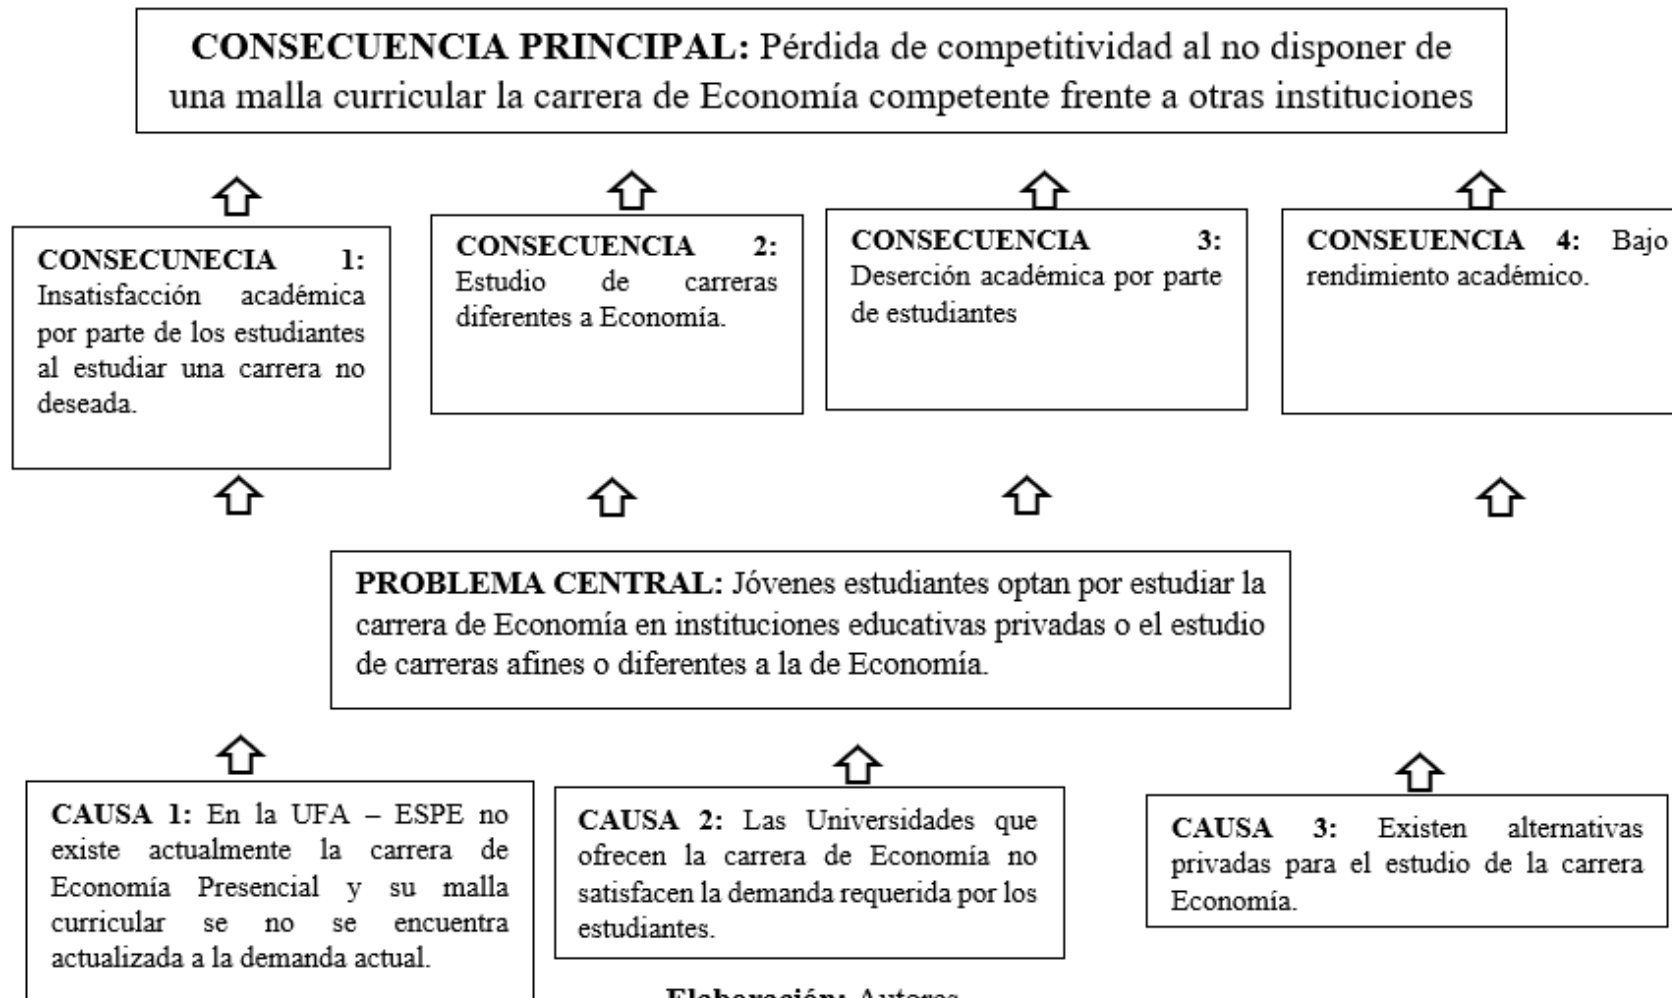 CONSECUENCIA PRINCIPAL: Pérdida de competitividad al no disponer de
una malla curricular la carrera de Economía competente frente a otras instituciones
CONSECUNECIA 1:
Insatisfacción académica
por parte de los estudiantes
al estudiar una carrera no
deseada.
CONSECUENCIA 2:
Estudio de carreras
diferentes a Economía.
CONSECUENCIA 3:
Deserción académica por parte
de estudiantes
CONSEUENCIA 4: Bajo
rendimiento académico.
PROBLEMA CENTRAL: Jóvenes estudiantes optan por estudiar la
carrera de Economía en instituciones educativas privadas o el estudio
de carreras afines o diferentes a la de Economía.
CAUSA 1: En la UFA – ESPE no
existe actualmente la carrera de
Economía Presencial y su malla
curricular se no se encuentra
actualizada a la demanda actual.
CAUSA 2: Las Universidades que
ofrecen la carrera de Economía no
satisfacen la demanda requerida por los
estudiantes.
CAUSA 3: Existen alternativas
privadas para el estudio de la carrera
Economía.
Elaboración: Autores